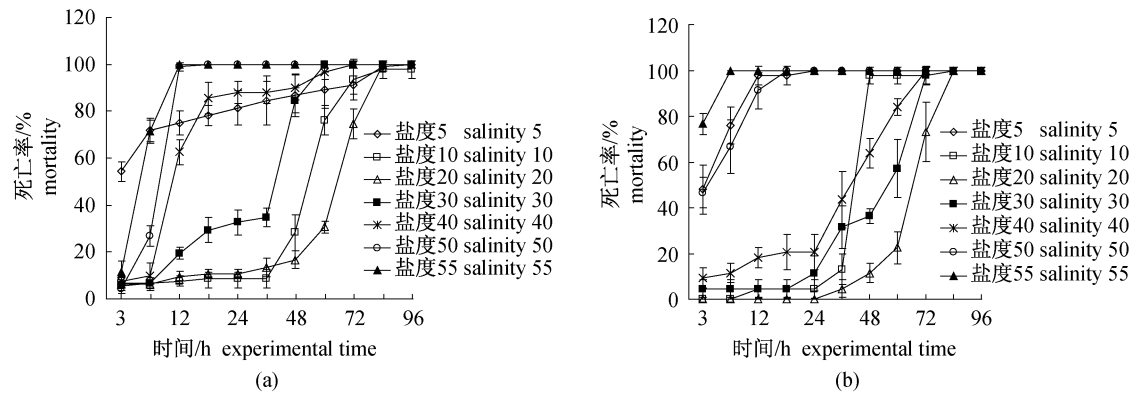 120
100
80
60
40
20
0
死亡率/%
mortality
盐度5 salinity 5
盐度10 salinity 10
盐度20 salinity 20
盐度30 salinity 30
盐度40 salinity 40
盐度50 salinity 50
盐度55 salinity 55
3 12 24 48 72 96
时间/h experimental time
(a)
120
100
80
60
40
20
0
死亡率/%
mortality
盐度5 salinity 5
盐度10 salinity 10
盐度20 salinity 20
盐度30 salinity 30
盐度40 salinity 40
盐度50 salinity 50
盐度55 salinity 55
3 12 24 48 72 96
时间/h experimental time
(b)